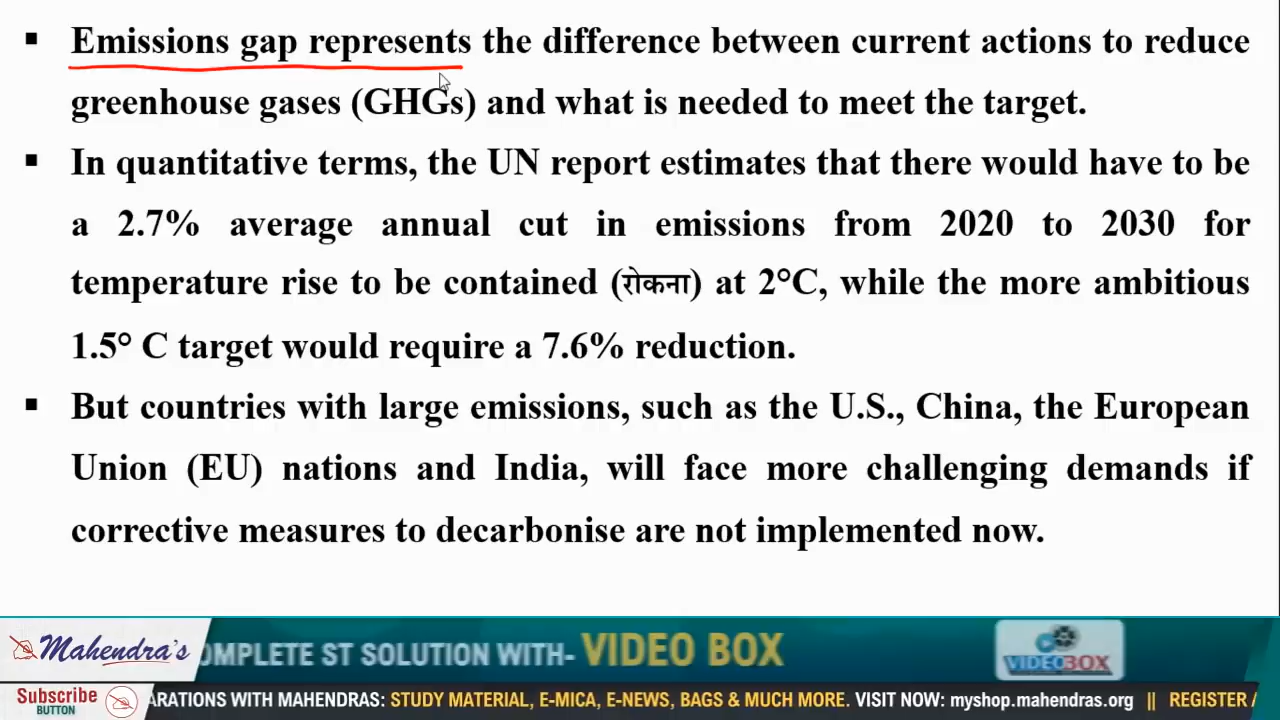 ▪ Emissions gap represents the difference between current actions to reduce
greenhouse gases (GHGs) and what is needed to meet the target.
▪ In quantitative terms, the UN report estimates that there would have to be
a 2.7% average annual cut in emissions from 2020 to 2030 for
temperature rise to be contained (रोकना) at 2°C, while the more ambitious
1.5° C target would require a 7.6% reduction.
▪ But countries with large emissions, such as the U.S., China, the European
Union (EU) nations and India, will face more challenging demands if
corrective measures to decarbonise are not implemented now.
Mahendra's OMPLETE ST SOLUTION WITH- VIDEO BOX VIDEOBOX
Subscribe
BUTTON
ARATIONS WITH MAHENDRAS: STUDY MATERIAL, E-MICA, E-NEWS, BAGS & MUCH MORE. VISIT NOW: myshop.mahendras.org || REGISTER